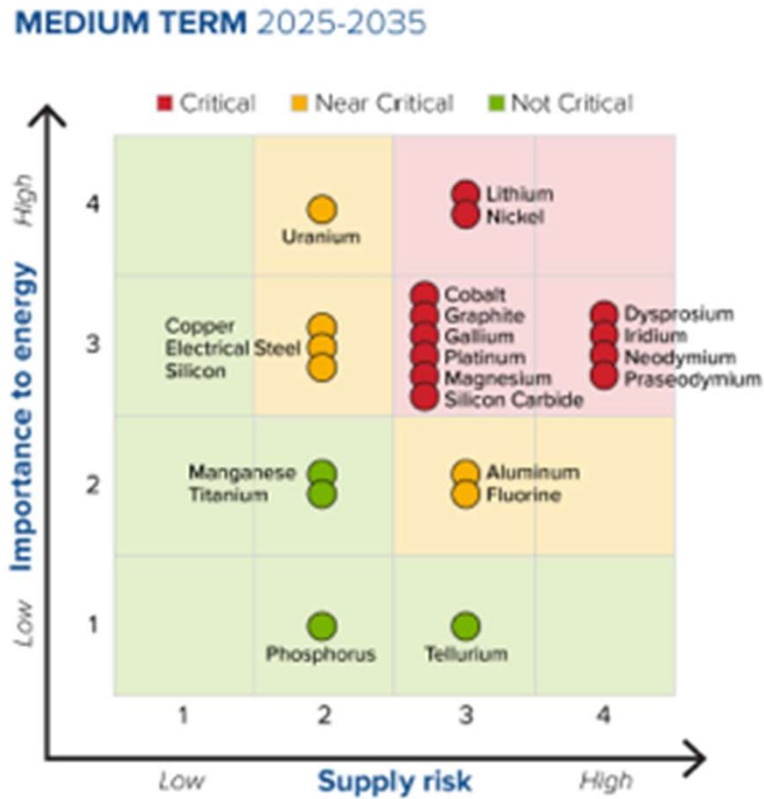 MEDIUM TERM 2025-2035
Critical Near Critical Not Critical
High
Importance to energy
Low
4
3
2
1
Uranium
Lithium
Nickel
Copper
Electrical Steel
Silicon
Cobalt
Graphite
Gallium
Platinum
Magnesium
Silicon Carbide
Dysprosium
Iridium
Neodymium
Praseodymium
Manganese
Titanium
Aluminum
Fluorine
Phosphorus
Tellurium
1 2 3 4
Low Supply risk High